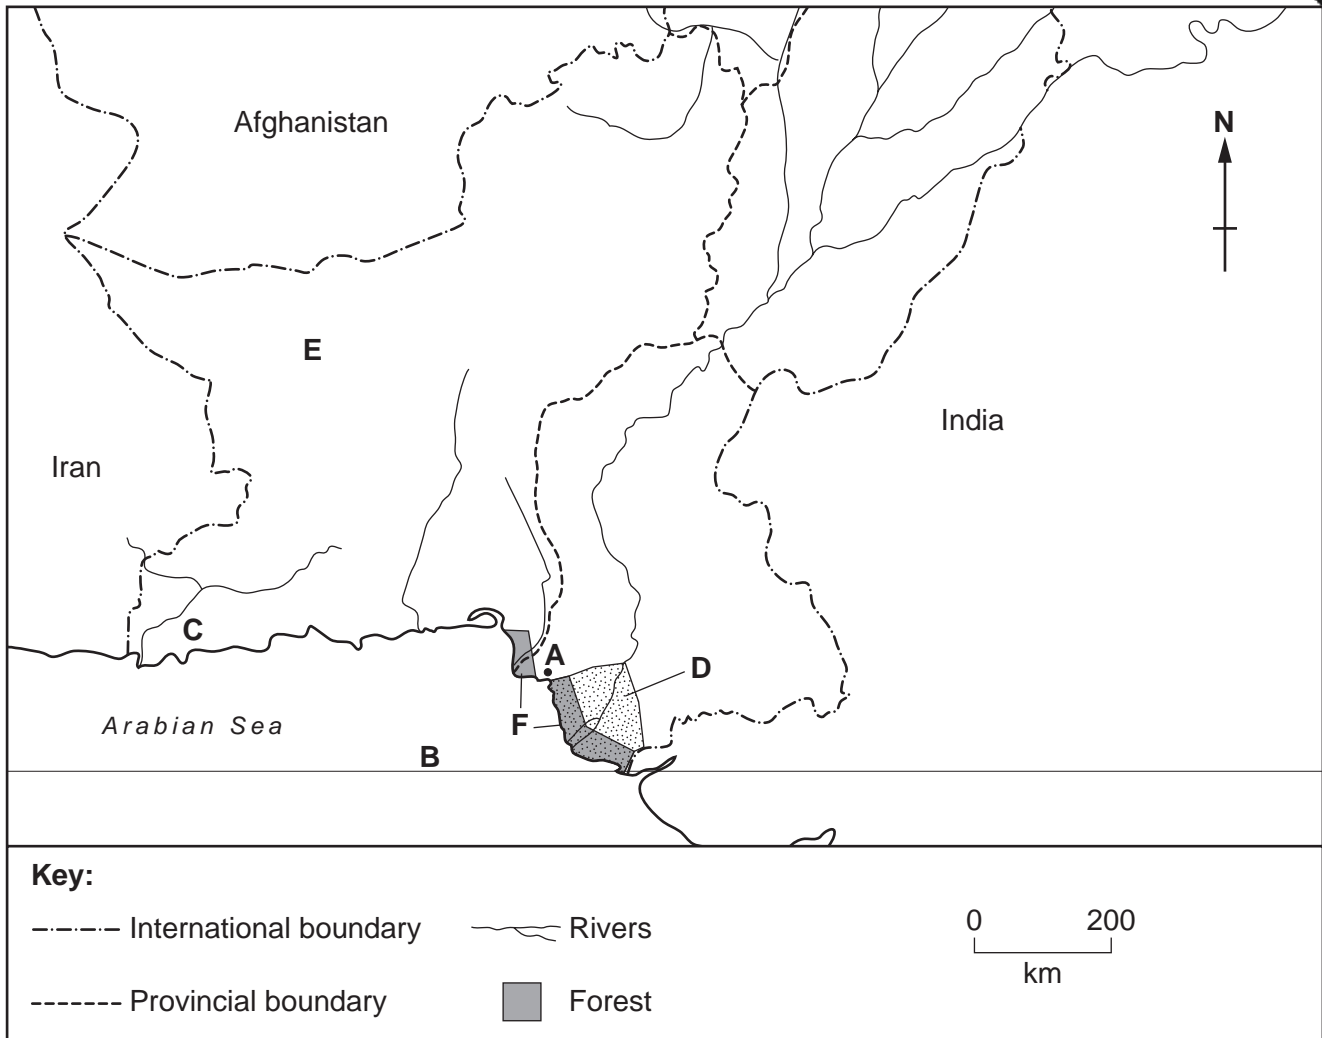 Afghanistan
N
E
India
Iran
C
A
D
F
Arabian Sea
B
Key:
International boundary
Rivers
0 200
km
Provincial boundary
Forest